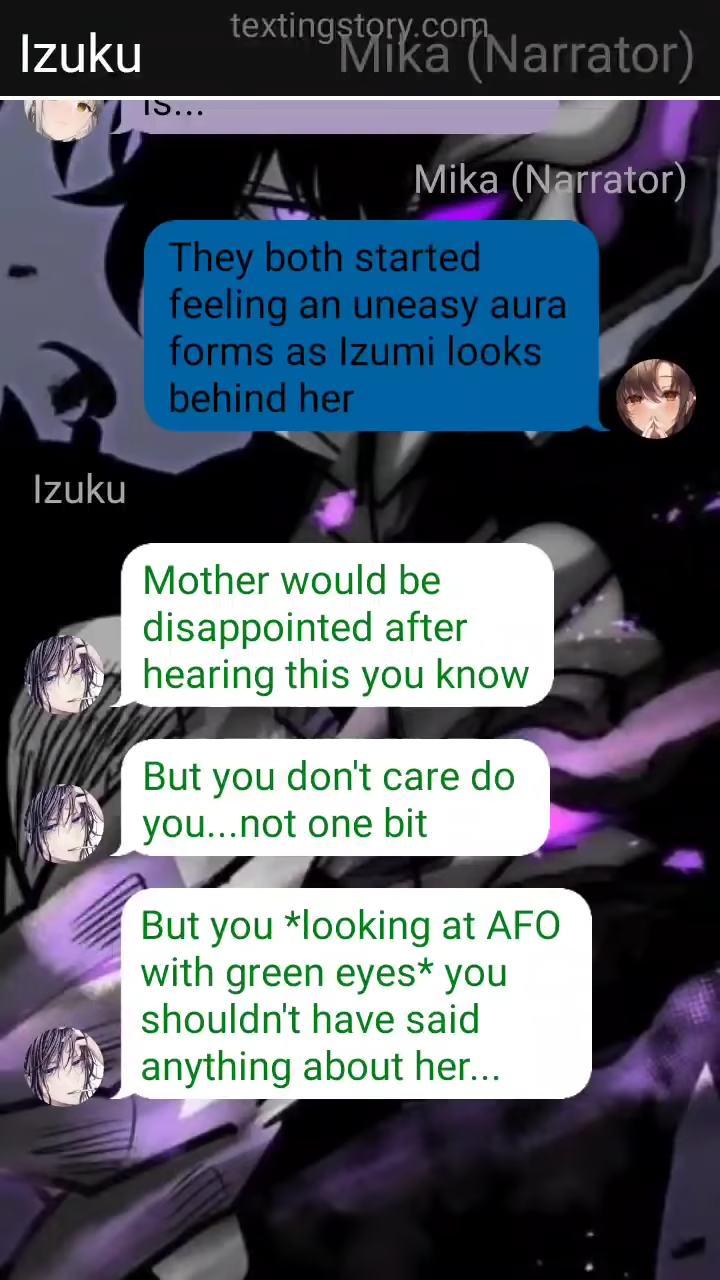 textingstory.com
Izuku
Mika (Narrator)
is...
Mika (Narrator)
They both started
feeling an uneasy aura
forms as Izumi looks
behind her
Izuku
Mother would be
disappointed after
hearing this you know
But you don't care do
you...not one bit
But you *looking at AFO
with green eyes* you
shouldn't have said
anything about her...